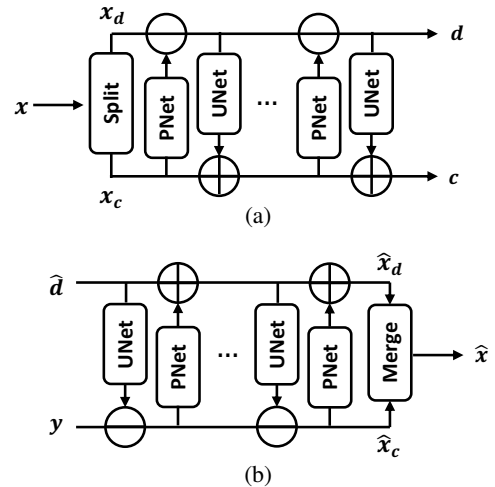 x_d d
x Split PNet UNet ... PNet UNet
x_c c
(a)
d̂ x̂_d
UNet PNet ... UNet PNet Merge x̂
y x̂_c
(b)